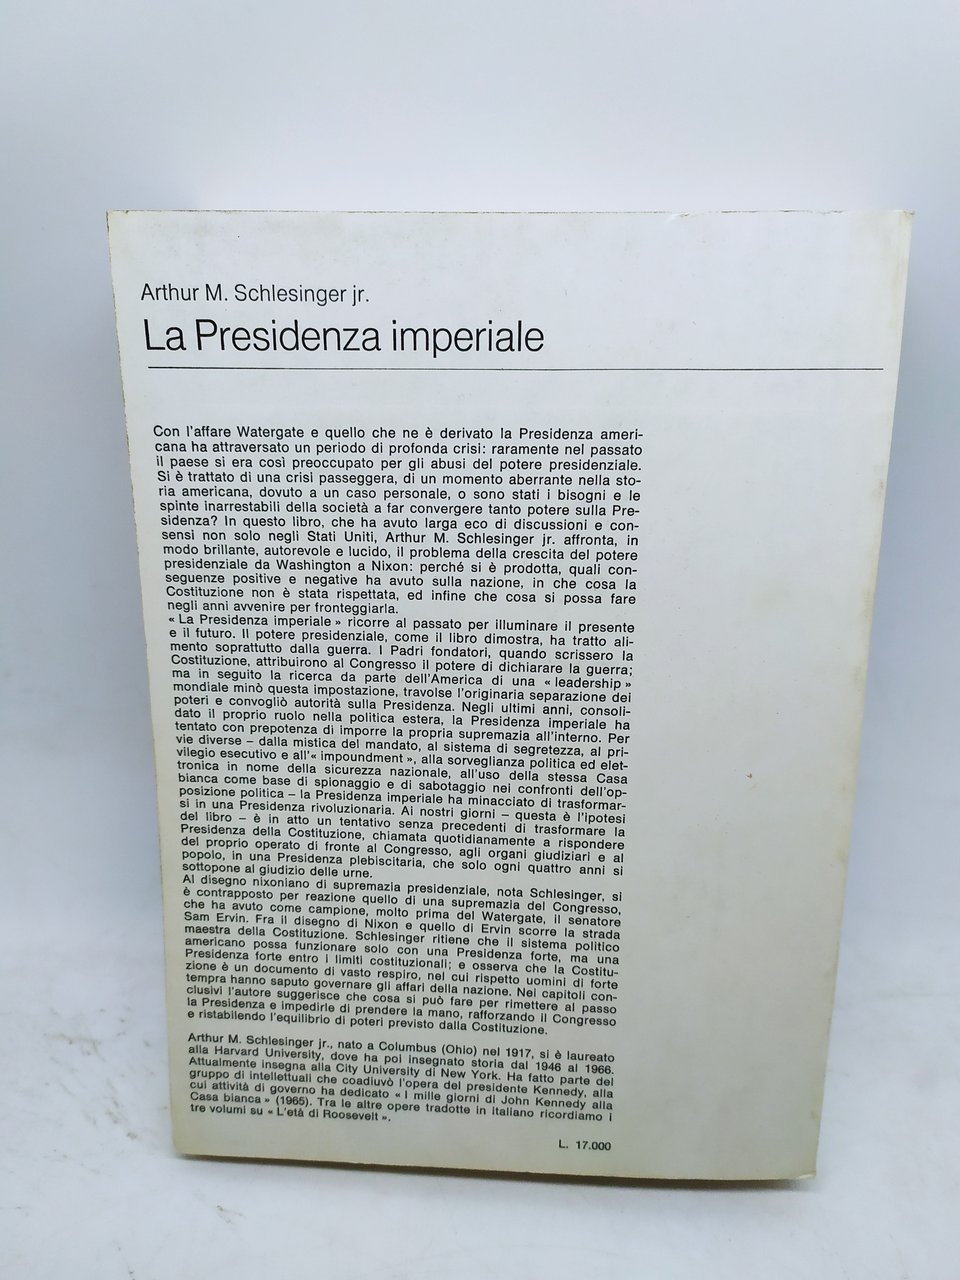 Arthur M. Schlesinger jr.
La Presidenza imperiale
Con l'affare Watergate e quello che ne è derivato la Presidenza ameri-
cana ha attraversato un periodo di profonda crisi: raramente nel passato
il paese si era così preoccupato per gli abusi del potere presidenziale.
Si è trattato di una crisi passeggera, di un momento aberrante nella sto-
ria americana, dovuto a un caso personale, o sono stati i bisogni e le
spinte inarrestabili della società a far convergere tanto potere sulla Pre-
sidenza? In questo libro, che ha avuto larga eco di discussioni e con-
sensi non solo negli Stati Uniti, Arthur M. Schlesinger jr. affronta, in
modo brillante, autorevole e lucido, il problema della crescita del potere
presidenziale da Washington a Nixon: perché si è prodotta, quali con-
seguenze positive e negative ha avuto sulla nazione, in che cosa la
Costituzione non è stata rispettata, ed infine che cosa si possa fare
negli anni avvenire per fronteggiarla.
« La Presidenza imperiale » ricorre al passato per illuminare il presente
e il futuro. Il potere presidenziale, come il libro dimostra, ha tratto ali-
mento soprattutto dalla guerra. I Padri fondatori, quando scrissero la
Costituzione, attribuirono al Congresso il potere di dichiarare la guerra;
ma in seguito la ricerca da parte dell'America di una « leadership »
mondiale minò questa impostazione, travolse l'originaria separazione dei
poteri e convogliò autorità sulla Presidenza. Negli ultimi anni, consoli-
dato il proprio ruolo nella politica estera, la Presidenza imperiale ha
tentato con prepotenza di imporre la propria supremazia all'interno. Per
vie diverse – dalla mistica del mandato, al sistema di segretezza, al pri-
vilegio esecutivo e all'« impoundment », alla sorveglianza politica ed elet-
tronica in nome della sicurezza nazionale, all'uso della stessa Casa
bianca come base di spionaggio e di sabotaggio nei confronti dell'op-
posizione politica – la Presidenza imperiale ha minacciato di trasformar-
si in una Presidenza rivoluzionaria. Ai nostri giorni – questa è l'ipotesi
del libro – è in atto un tentativo senza precedenti di trasformare la
Presidenza della Costituzione, chiamata quotidianamente a rispondere
del proprio operato di fronte al Congresso, agli organi giudiziari e al
popolo, in una Presidenza plebiscitaria, che solo ogni quattro anni si
sottopone al giudizio delle urne.
Al disegno nixoniano di supremazia presidenziale, nota Schlesinger, si
è contrapposto per reazione quello di una supremazia del Congresso,
che ha avuto come campione, molto prima del Watergate, il senatore
Sam Ervin. Fra il disegno di Nixon e quello di Ervin scorre la strada
maestra della Costituzione. Schlesinger ritiene che il sistema politico
americano possa funzionare solo con una Presidenza forte, ma una
Presidenza forte entro i limiti costituzionali; e osserva che la Costitu-
zione è un documento di vasto respiro, nel cui rispetto uomini di forte
tempra hanno saputo governare gli affari della nazione. Nei capitoli con-
clusivi l'autore suggerisce che cosa si può fare per rimettere al passo
la Presidenza e impedirle di prendere la mano, rafforzando il Congresso
e ristabilendo l'equilibrio di poteri previsto dalla Costituzione.
Arthur M. Schlesinger jr., nato a Columbus (Ohio) nel 1917, si è laureato
alla Harvard University, dove ha poi insegnato storia dal 1946 al 1966.
Attualmente insegna alla City University di New York. Ha fatto parte del
gruppo di intellettuali che coadiuvò l'opera del presidente Kennedy, alla
cui attività di governo ha dedicato « I mille giorni di John Kennedy alla
Casa bianca » (1965). Tra le altre opere tradotte in italiano ricordiamo i
tre volumi su « L'età di Roosevelt ».
L. 17.000